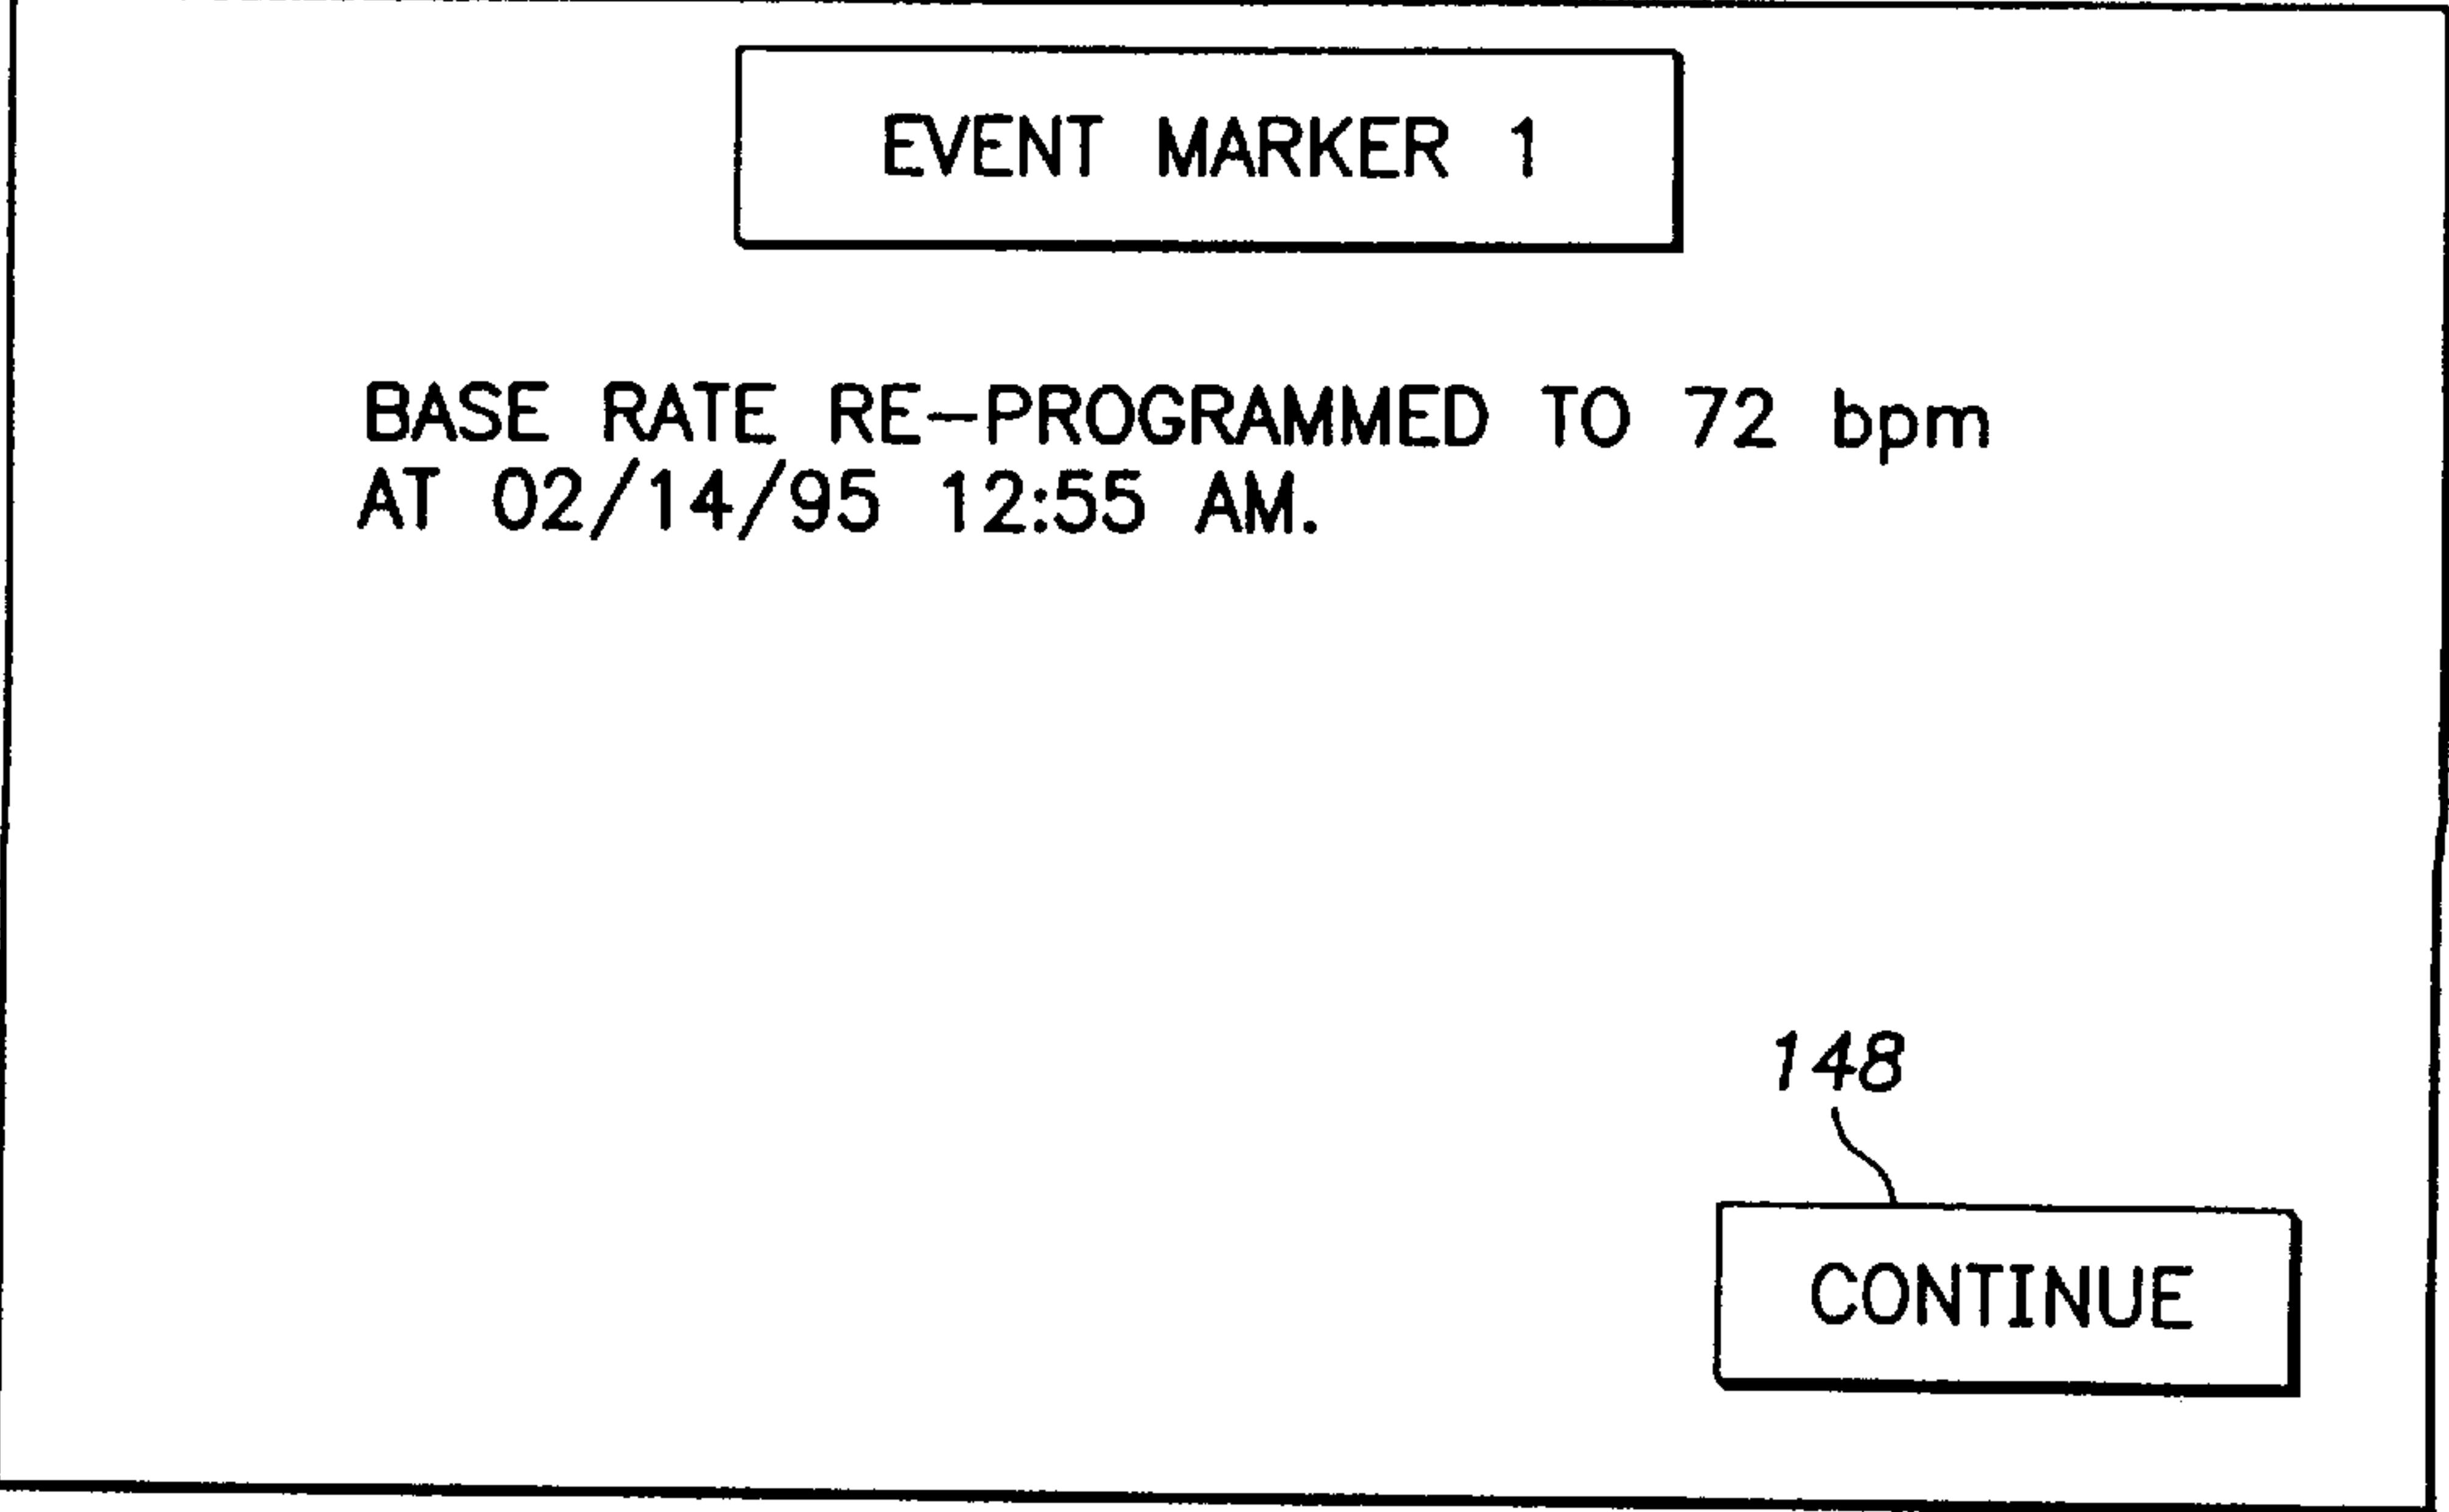 EVENT MARKER 1
BASE RATE RE-PROGRAMMED TO 72 bpm
AT 02/14/95 12:55 AM.
148
CONTINUE